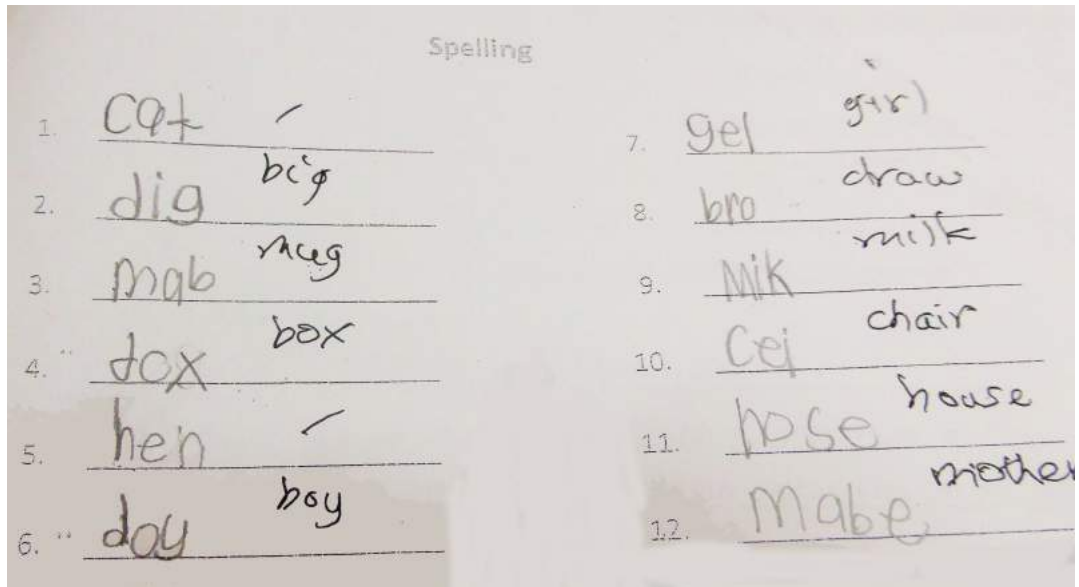 Spelling
1. cat
2. dig big
3. mab mug
4. dox box
5. hen
6. doy boy
7. gel girl
8. bro draw
9. Mik milk
10. Cej chair
11. hose house
12. mabe mother